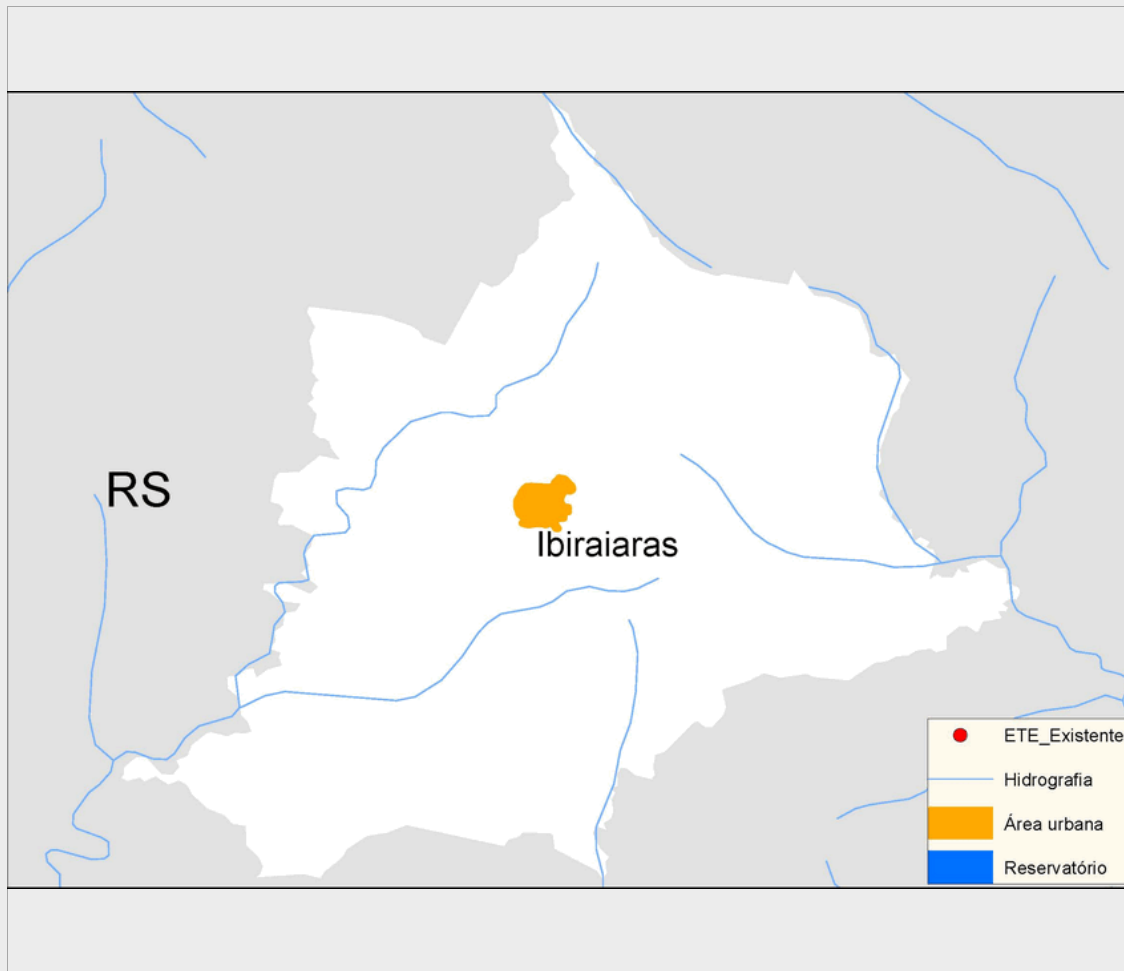 RS
Ibiraiaras
ETE_Existente
Hidrografia
Área urbana
Reservatório